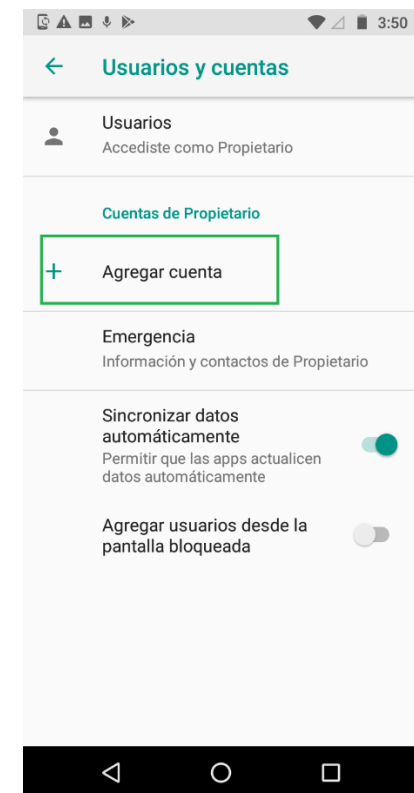 3:50
Usuarios y cuentas
Usuarios
Accediste como Propietario
Cuentas de Propietario
Agregar cuenta
Emergencia
Información y contactos de Propietario
Sincronizar datos
automáticamente
Permitir que las apps actualicen
datos automáticamente
Agregar usuarios desde la
pantalla bloqueada